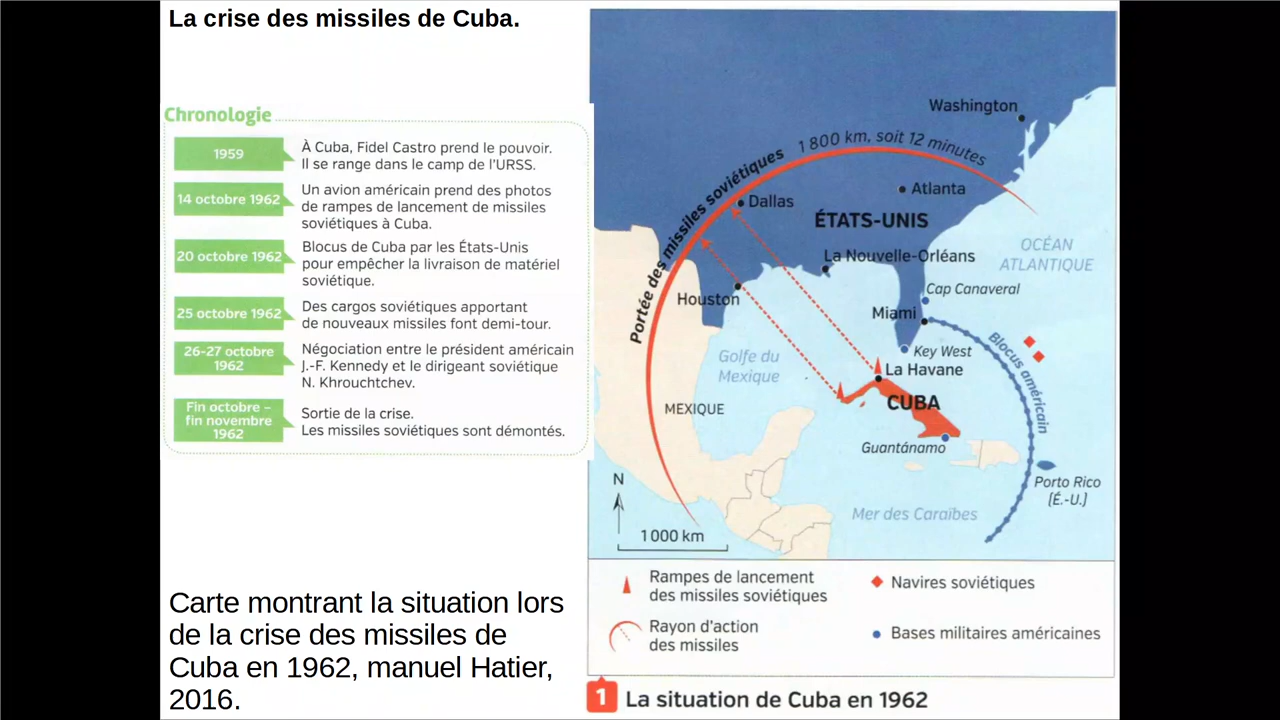 La crise des missiles de Cuba.
Chronologie
1959
À Cuba, Fidel Castro prend le pouvoir.
Il se range dans le camp de l'URSS.
14 octobre 1962
Un avion américain prend des photos
de rampes de lancement de missiles
soviétiques à Cuba.
20 octobre 1962
Blocus de Cuba par les États-Unis
pour empêcher la livraison de matériel
soviétique.
25 octobre 1962
Des cargos soviétiques apportant
de nouveaux missiles font demi-tour.
26-27 octobre
1962
Négociation entre le président américain
J.-F. Kennedy et le dirigeant soviétique
N. Khrouchtchev.
Fin octobre –
fin novembre
1962
Sortie de la crise.
Les missiles soviétiques sont démontés.
Carte montrant la situation lors
de la crise des missiles de
Cuba en 1962, manuel Hatier,
2016.
Washington
1 800 km, soit 12 minutes
Portée des missiles soviétiques
Atlanta
Dallas
ÉTATS-UNIS
OCÉAN
ATLANTIQUE
La Nouvelle-Orléans
Cap Canaveral
Houston
Miami
Blocus américain
Key West
Golfe du
Mexique
La Havane
CUBA
MEXIQUE
Guantánamo
Porto Rico
(É.-U.)
N
Mer des Caraïbes
1 000 km
Rampes de lancement
des missiles soviétiques
Navires soviétiques
Rayon d'action
des missiles
Bases militaires américaines
1 La situation de Cuba en 1962